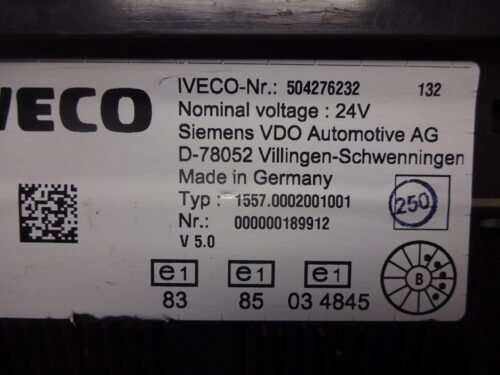 IVECO
IVECO-Nr.: 504276232 132
Nominal voltage : 24V
Siemens VDO Automotive AG
D-78052 Villingen-Schwenningen
Made in Germany
Typ : 1557.0002001001
Nr.: 000000189912
V 5.0
250
B
e1 e1 e1
83 85 03 4845